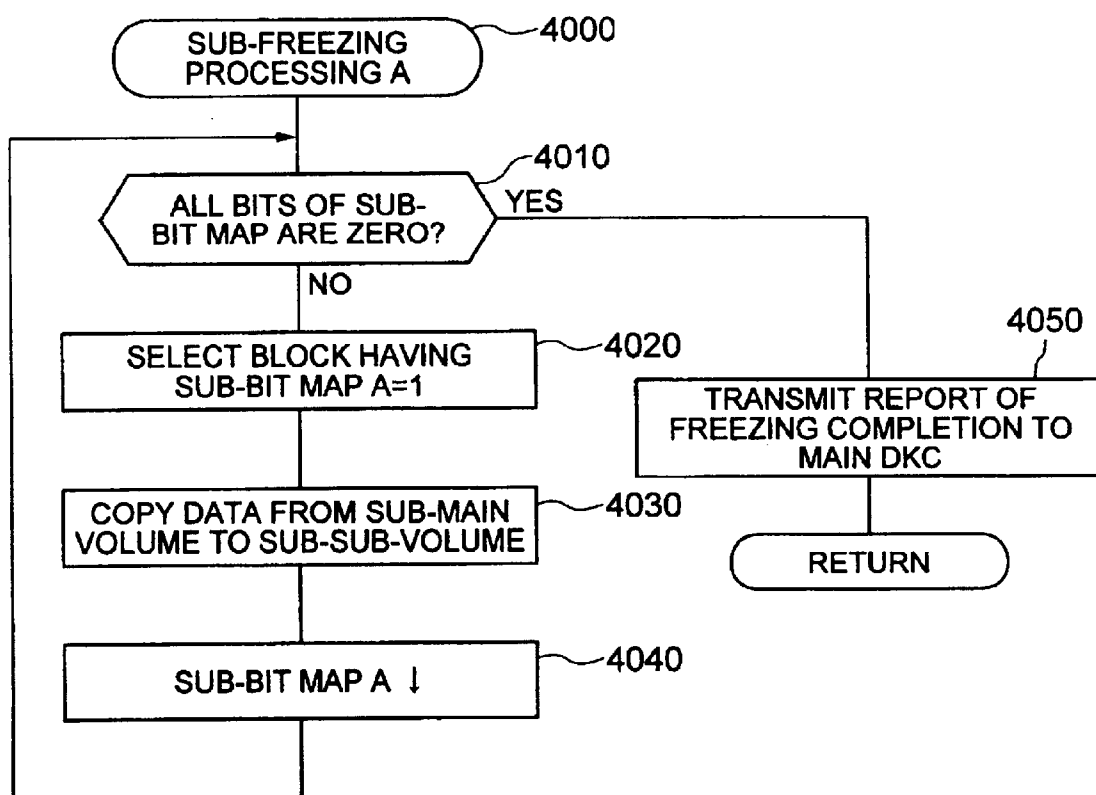 SUB-FREEZING
PROCESSING A
4000
4010
ALL BITS OF SUB-
BIT MAP ARE ZERO?
YES
NO
SELECT BLOCK HAVING
SUB-BIT MAP A=1
4020
4050
TRANSMIT REPORT OF
FREEZING COMPLETION TO
MAIN DKC
COPY DATA FROM SUB-MAIN
VOLUME TO SUB-SUB-VOLUME
4030
RETURN
SUB-BIT MAP A ↓
4040